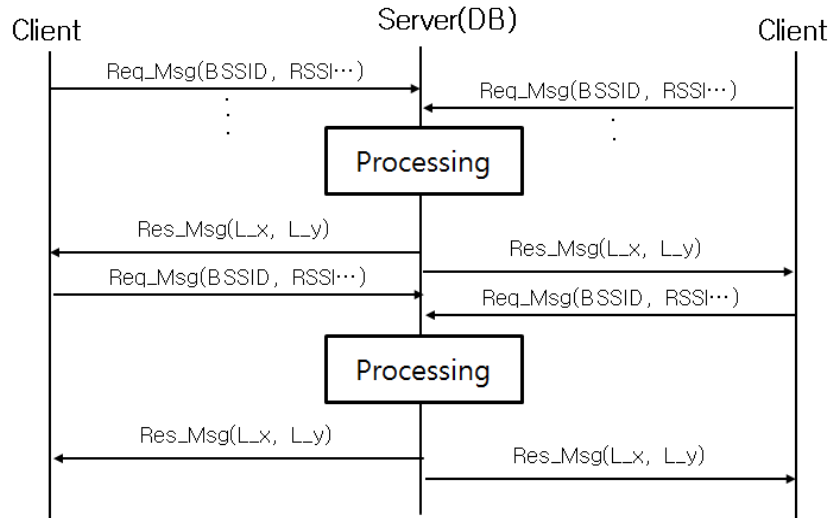 Client
Server(DB)
Client
Req_Msg(BSSID, RSSI⋯)
Req_Msg(BSSID, RSSI⋯)
Processing
Res_Msg(L_x, L_y)
Res_Msg(L_x, L_y)
Req_Msg(BSSID, RSSI⋯)
Req_Msg(BSSID, RSSI⋯)
Processing
Res_Msg(L_x, L_y)
Res_Msg(L_x, L_y)